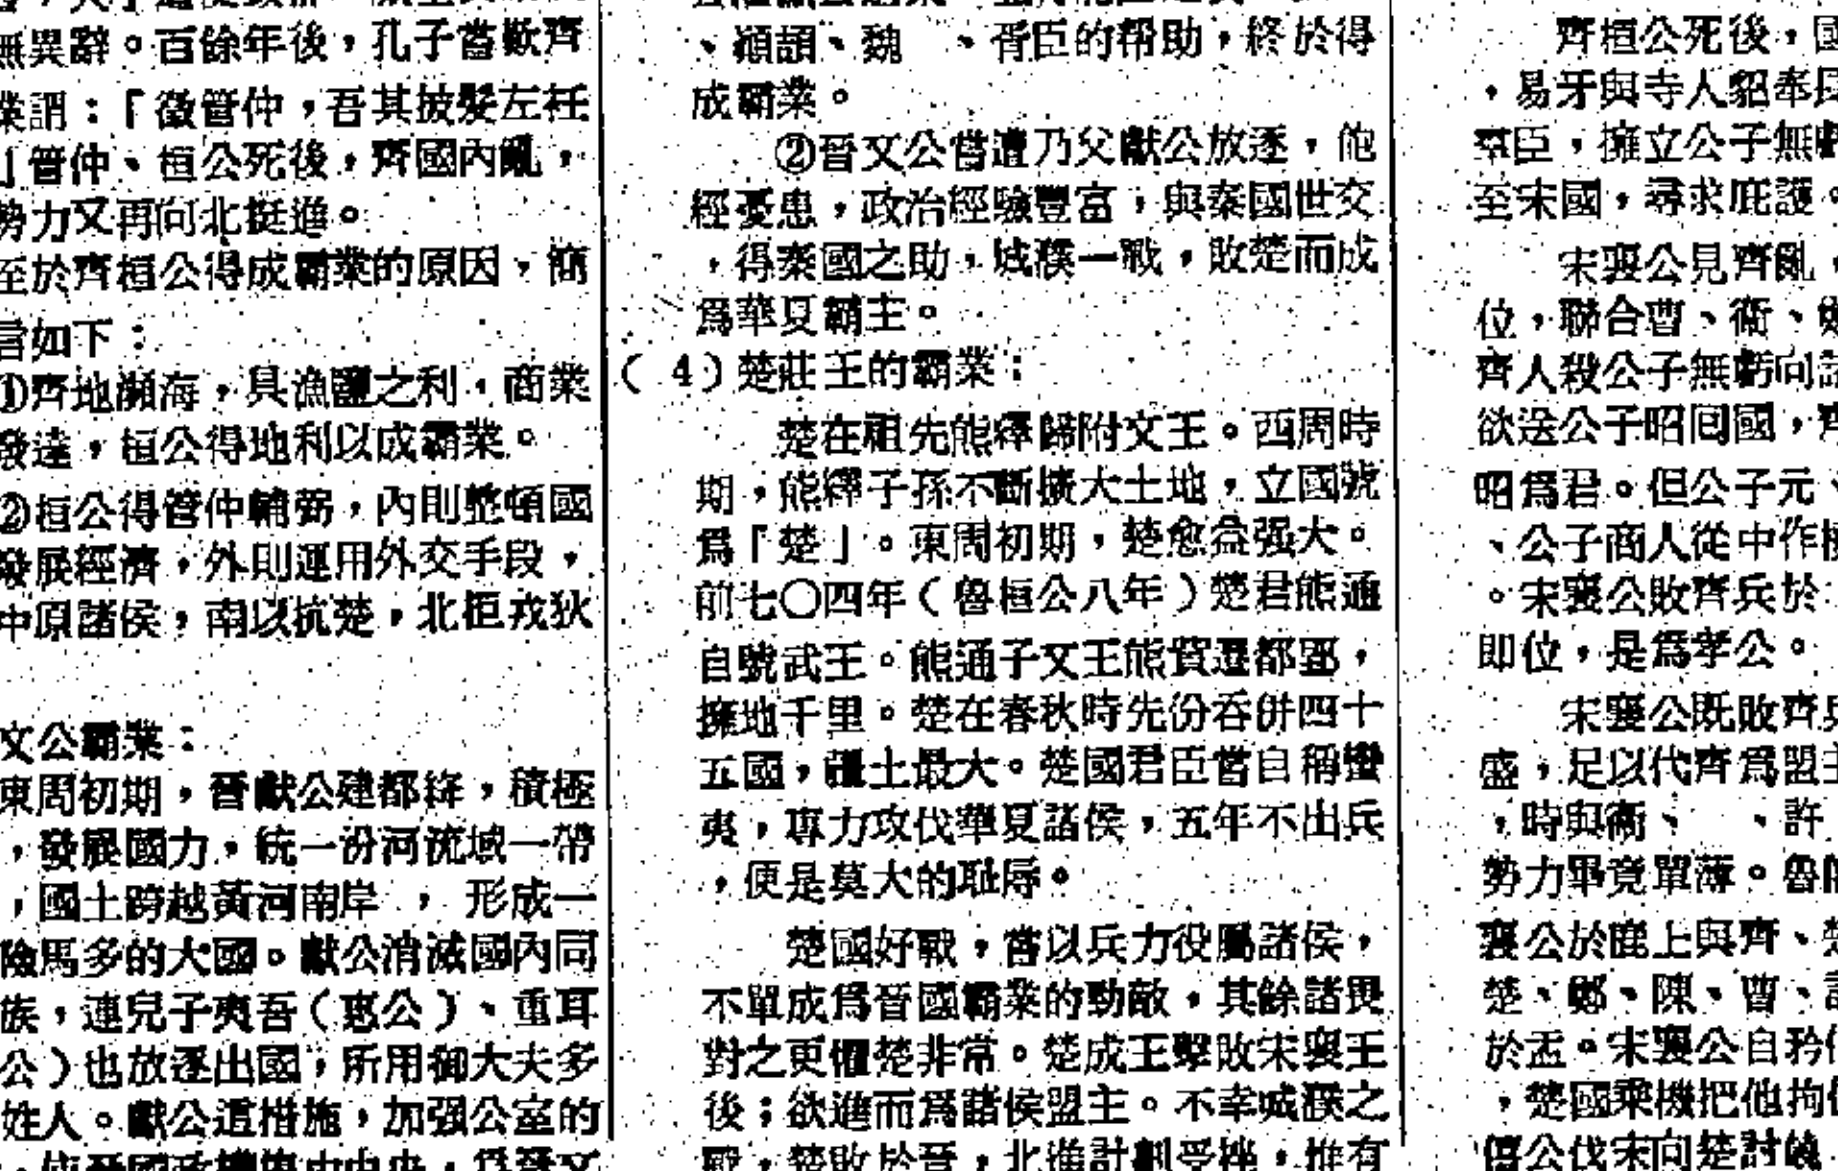 無異辭。百餘年後，孔子嘗歎齊
業謂：「微管仲，吾其披髮左衽
」管仲、桓公死後，齊國內亂，
勢力又再向北挺進。
至於齊桓公得成霸業的原因，簡
言如下：
①齊地瀕海，具漁鹽之利，商業
發達，桓公得地利以成霸業。
②桓公得管仲輔弼，內則整頓國
發展經濟，外則運用外交手段，
中原諸侯，南以抗楚，北拒戎狄
文公霸業：
東周初期，晉獻公建都絳，積極
，發展國力，統一汾河流域一帶
，國土跨越黃河南岸　，　形成一
險馬多的大國。獻公消滅國內同
族，連兒子夷吾（惠公）、重耳
公）也放逐出國，所用御大夫多
姓人。獻公這措施，加强公室的
、顛頡、魏　、胥臣的帮助，終於得
成霸業。
②晉文公嘗遭乃父獻公放逐，他
經憂患，政治經驗豐富，與秦國世交
，得秦國之助，城濮一戰，敗楚而成
爲華夏霸主。
（4）楚莊王的霸業：
楚在祖先熊繹歸附文王。西周時
期，熊繹子孫不斷擴大土地，立國號
爲「楚」。東周初期，楚愈益强大。
前七〇四年（魯桓公八年）楚君熊通
自號武王。熊通子文王熊貲遷都郢，
擁地千里。楚在春秋時先份吞併四十
五國，疆土最大。楚國君臣嘗自稱蠻
夷，專力攻伐華夏諸侯，五年不出兵
，便是莫大的耻辱。
楚國好戰，嘗以兵力役屬諸侯，
不單成爲晉國霸業的勁敵，其餘諸畏
對之更懼楚非常。楚成王擊敗宋襄王
後；欲進而爲諸侯盟主。不幸城濮之
戰，楚敗於晉，北進計劃受挫，惟有
齊桓公死後，國
，易牙與寺人貂奉
羣臣，擁立公子無虧
至宋國，尋求庇護。
宋襄公見齊亂，
位，聯合曹、衞、
齊人殺公子無虧向
欲送公子昭回國，
昭爲君。但公子元、
、公子商人從中作
。宋襄公敗齊兵於
即位，是爲孝公。
宋襄公既敗齊
盛，足以代齊爲盟主
，時與衞、　、許
勢力畢竟單薄。魯
襄公於鹿上與齊、
楚、鄭、陳、曹、
於盂。宋襄公自矜
，楚國乘機把他拘
僖公伐宋向楚討饒